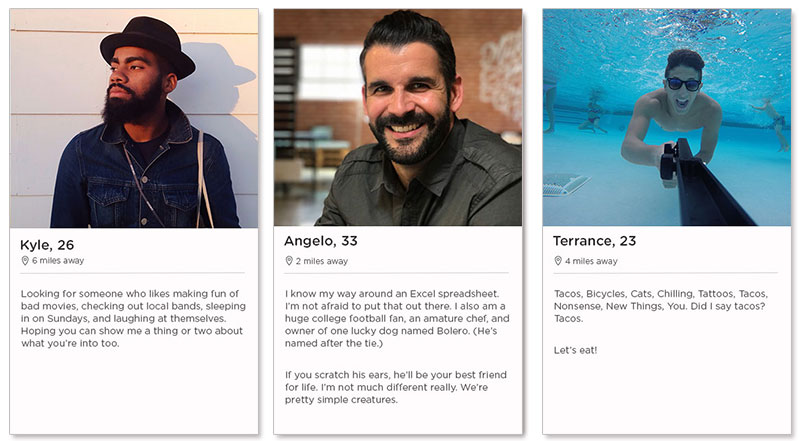 Kyle, 26
6 miles away
Looking for someone who likes making fun of
bad movies, checking out local bands, sleeping
in on Sundays, and laughing at themselves.
Hoping you can show me a thing or two about
what you're into too.
Angelo, 33
2 miles away
I know my way around an Excel spreadsheet.
I'm not afraid to put that out there. I also am a
huge college football fan, an amature chef, and
owner of one lucky dog named Bolero. (He's
named after the tie.)
If you scratch his ears, he'll be your best friend
for life. I'm not much different really. We're
pretty simple creatures.
Terrance, 23
4 miles away
Tacos, Bicycles, Cats, Chilling, Tattoos, Tacos,
Nonsense, New Things, You. Did I say tacos?
Tacos.
Let's eat!